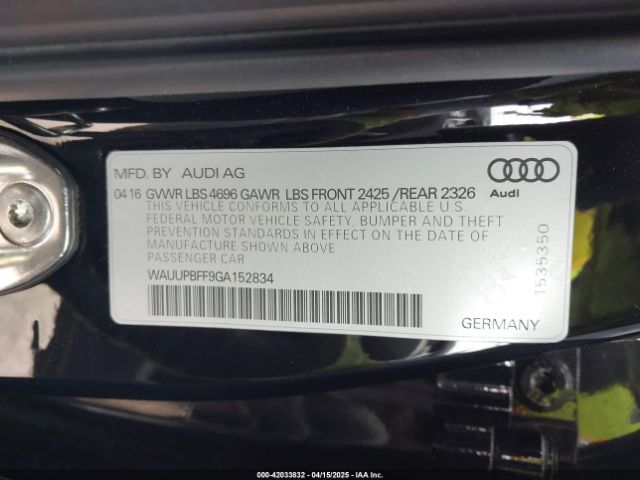 MFD. BY AUDI AG
Audi
04 16 GVWR LBS 4696 GAWR LBS FRONT 2425 / REAR 2326
THIS VEHICLE CONFORMS TO ALL APPLICABLE U.S.
FEDERAL MOTOR VEHICLE SAFETY, BUMPER AND THEFT
PREVENTION STANDARDS IN EFFECT ON THE DATE OF
MANUFACTURE SHOWN ABOVE
PASSENGER CAR
WAUUPBFF9GA152834
1535350
GERMANY
000-42033832 - 04/15/2025 - IAA Inc.